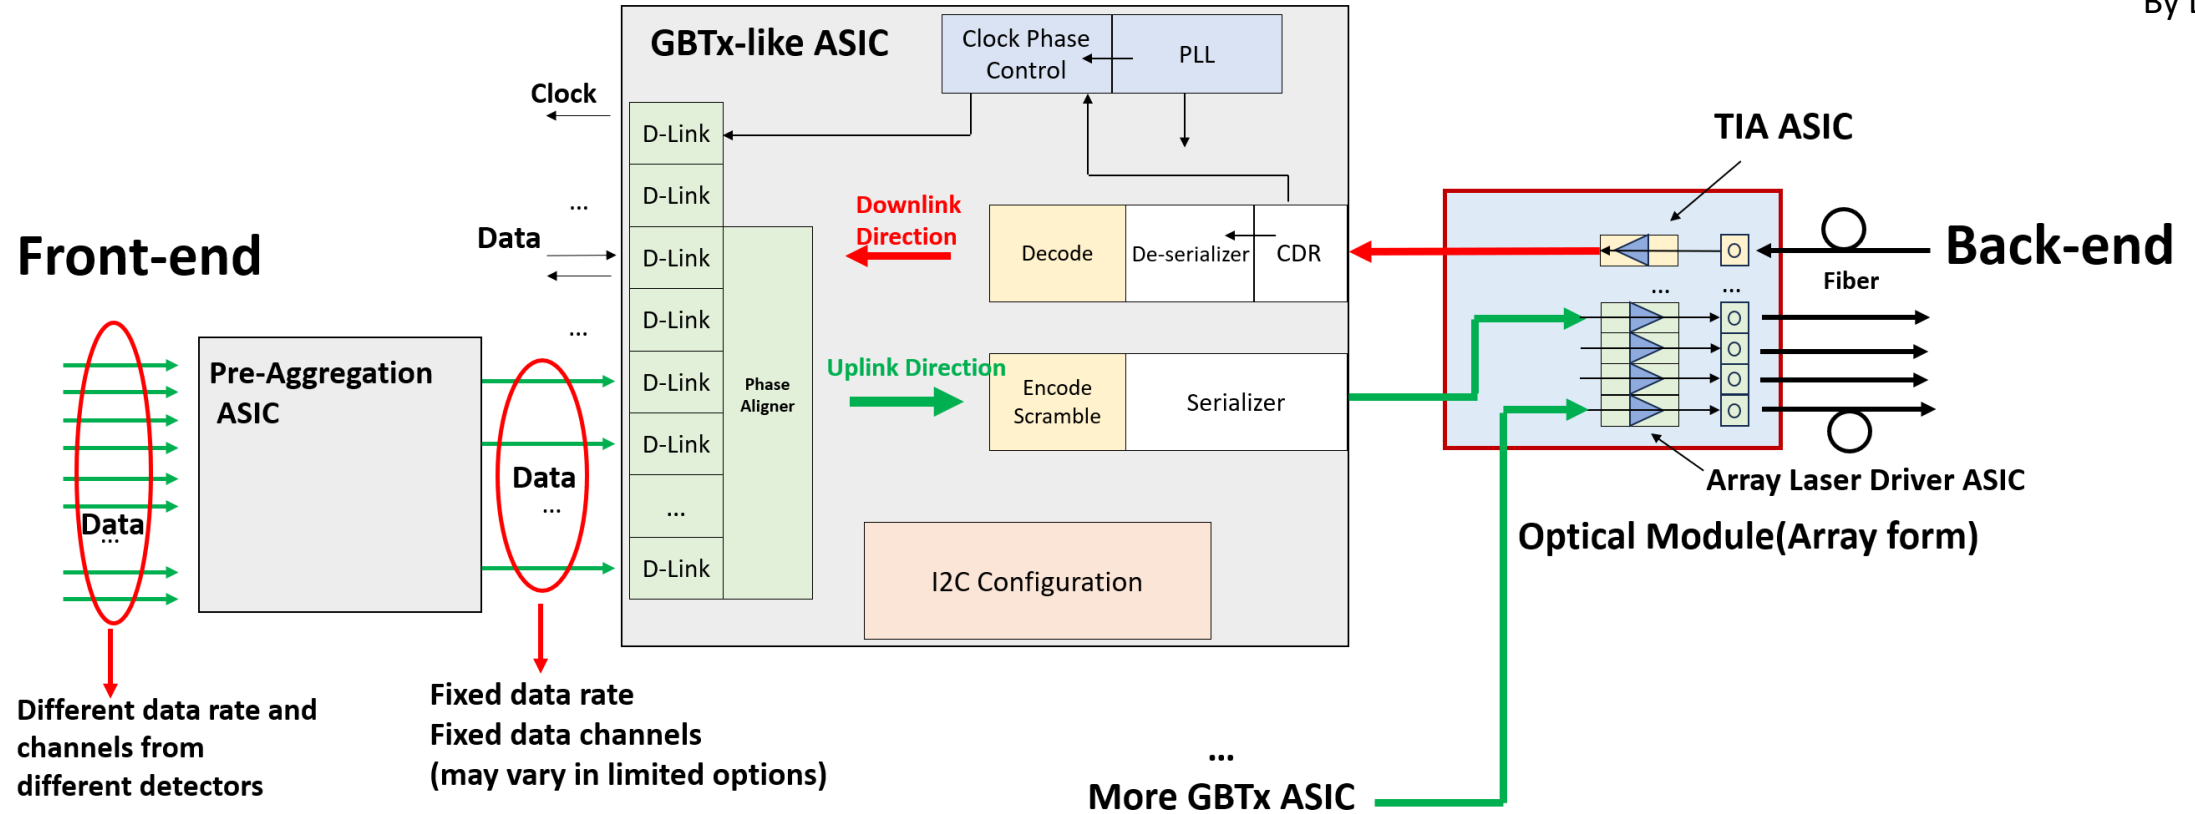 By
GBTx-like ASIC
Clock Phase
Control
PLL
Clock
D-Link
D-Link
D-Link
D-Link
D-Link
D-Link
...
D-Link
...
Data
...
Phase
Aligner
Downlink
Direction
Decode
De-serializer
CDR
Uplink Direction
Encode
Scramble
Serializer
I2C Configuration
Front-end
Pre-Aggregation
ASIC
Data
...
Data
...
Different data rate and
channels from
different detectors
Fixed data rate
Fixed data channels
(may vary in limited options)
TIA ASIC
Back-end
Fiber
...
...
Array Laser Driver ASIC
Optical Module(Array form)
...
More GBTx ASIC